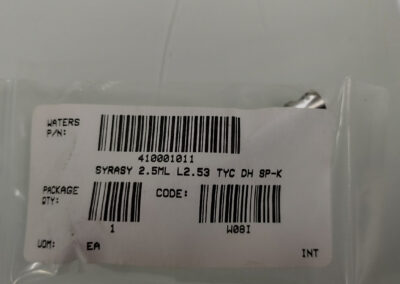 WATERS
P/N:
410001011
SYRASY 2.5ML L2.53 TYC DH SP-K
PACKAGE
QTY:
CODE:
1
W08I
UOM:
EA
INT